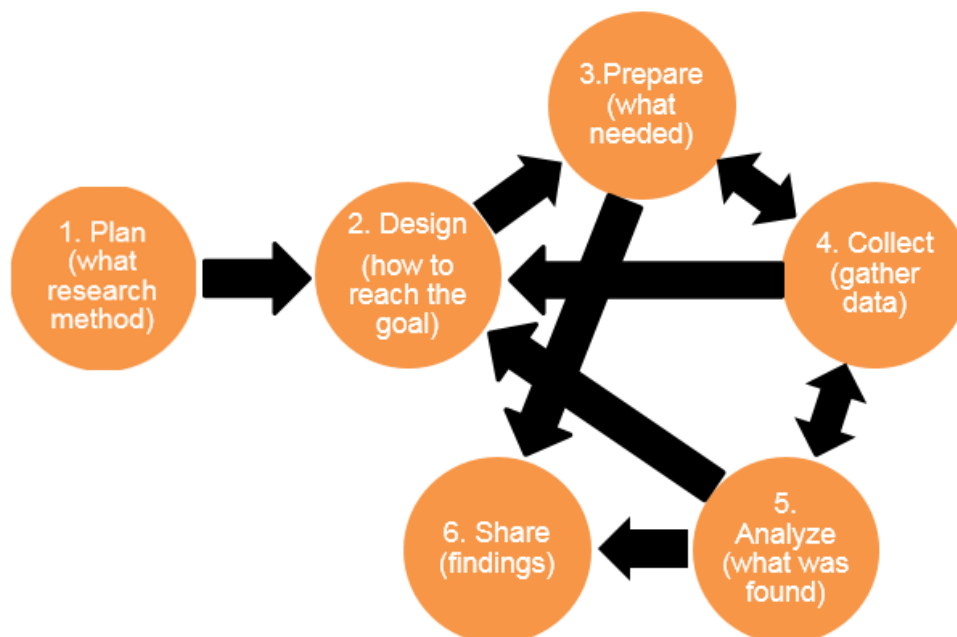 1. Plan
(what
research
method)
2. Design
(how to
reach the
goal)
3.Prepare
(what
needed)
4. Collect
(gather
data)
5.
Analyze
(what was
found)
6. Share
(findings)